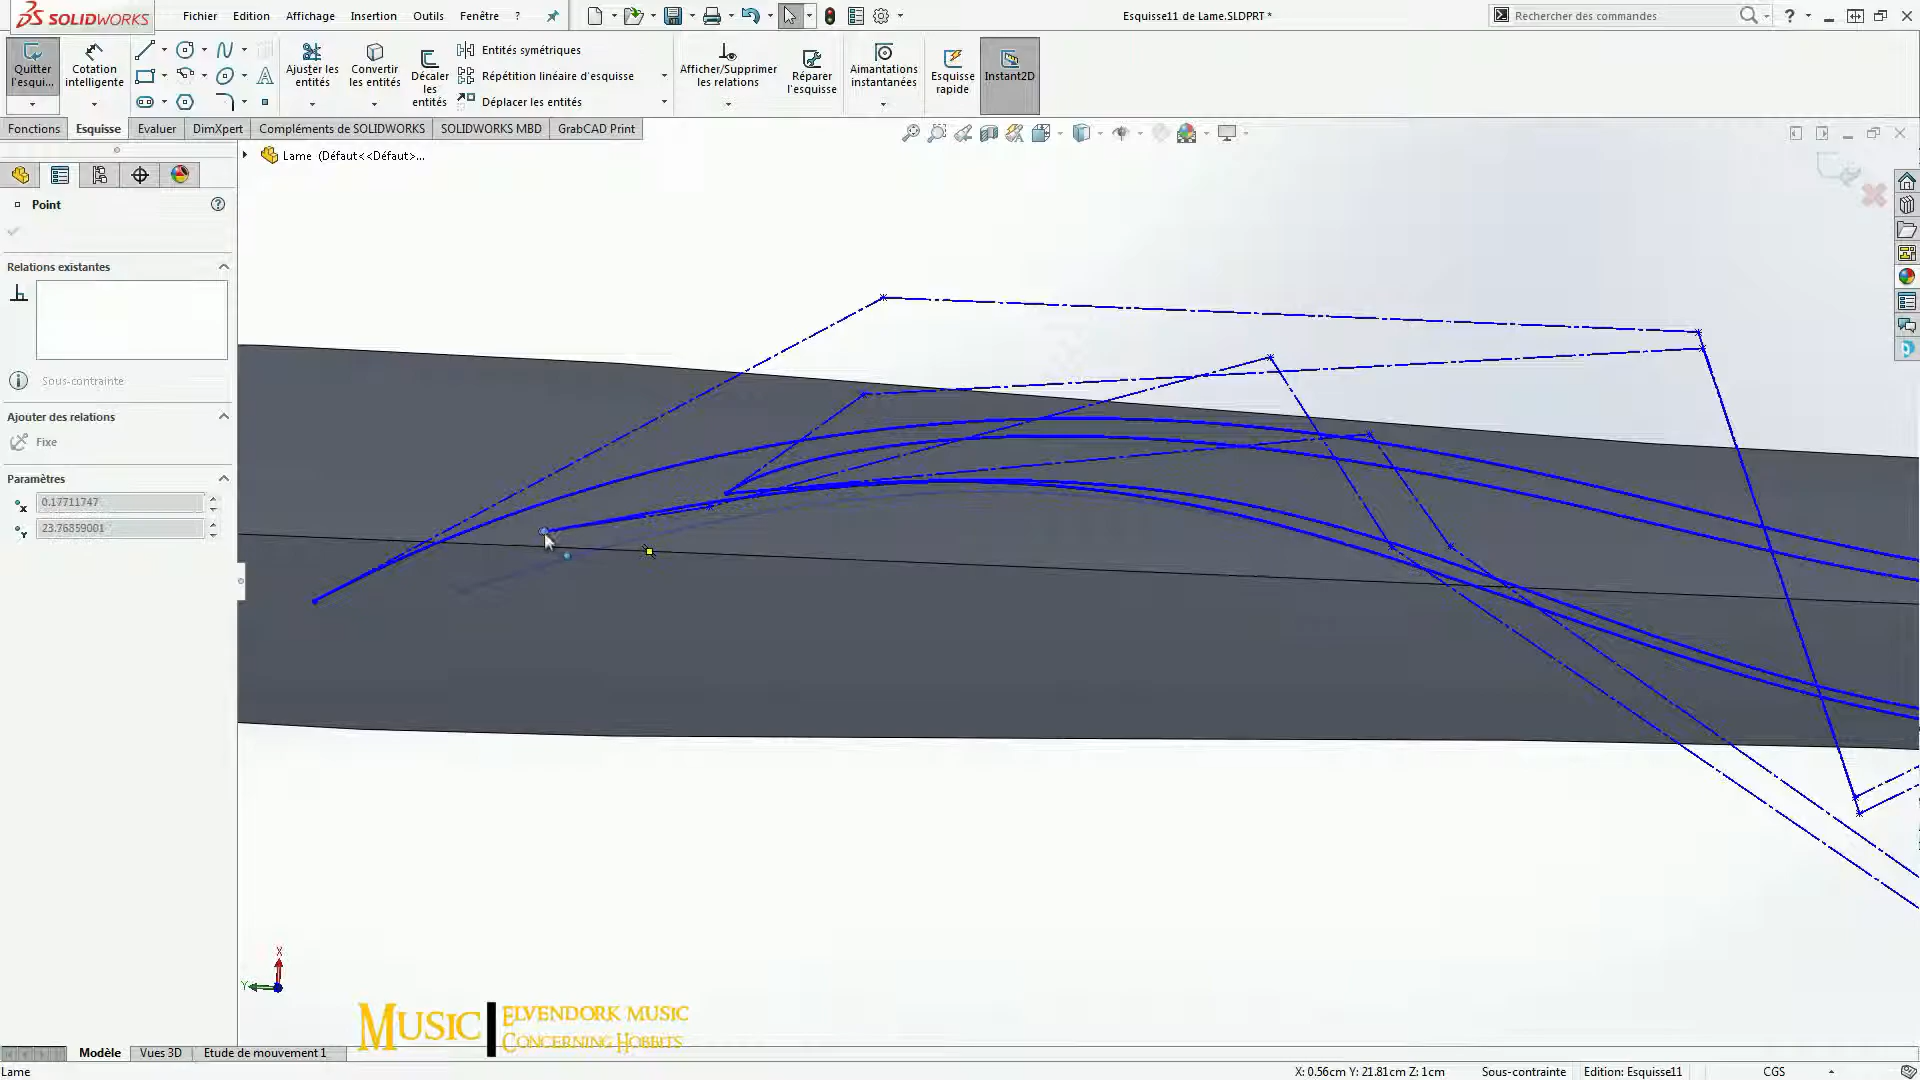 SOLIDWORKS
Fichier Edition Affichage Insertion Outils Fenêtre ?
Esquisse11 de Lame.SLDPRT *
Rechercher des commandes
?
Quitter l'esqui...
Cotation intelligente
Ajuster les entités
Convertir les entités
Décaler les entités
Entités symétriques
Répétition linéaire d'esquisse
Déplacer les entités
Afficher/Supprimer les relations
Réparer l'esquisse
Aimantations instantanées
Esquisse rapide
Instant2D
Fonctions Esquisse Evaluer DimXpert Compléments de SOLIDWORKS SOLIDWORKS MBD GrabCAD Print
Lame (Défaut<<Défaut>...
Point
Relations existantes
Sous-contrainte
Ajouter des relations
Fixe
Paramètres
x 0.17711747
Y 23.76859001
X
Y
MUSIC
ELVENDORK MUSIC
CONCERNING HOBBITS
Modèle Vues 3D Etude de mouvement 1
Lame
X: 0.56cm Y: 21.81cm Z: 1cm Sous-contrainte Edition: Esquisse11 CGS